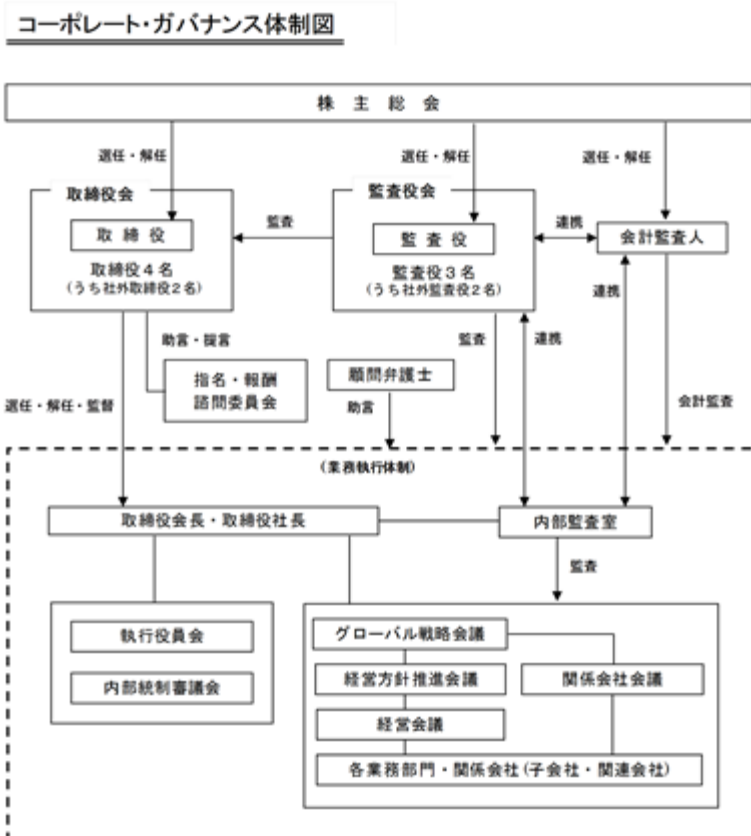 コーポレート・ガバナンス体制図
株主総会
選任・解任
選任・解任
選任・解任
取締役会
監査役会
取締役
監査
監査役
連携
会計監査人
取締役４名
(うち社外取締役２名)
監査役３名
(うち社外監査役２名)
連携
助言・提言
監査
連携
指名・報酬
諮問委員会
顧問弁護士
選任・解任・監督
助言
会計監査
(業務執行体制)
取締役会長・取締役社長
内部監査室
監査
執行役員会
内部統制審議会
グローバル戦略会議
経営方針推進会議
関係会社会議
経営会議
各業務部門・関係会社(子会社・関連会社)